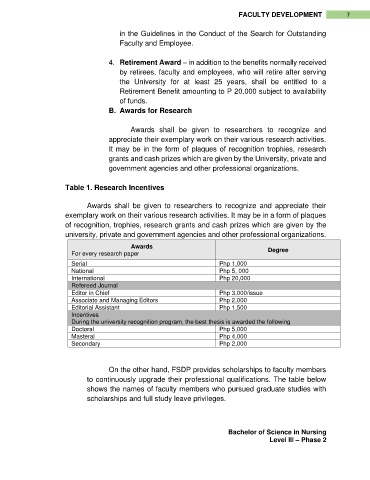 FACULTY DEVELOPMENT 7
in the Guidelines in the Conduct of the Search for Outstanding
Faculty and Employee.
4. Retirement Award – in addition to the benefits normally received
by retirees, faculty and employees, who will retire after serving
the University for at least 25 years, shall be entitled to a
Retirement Benefit amounting to P 20,000 subject to availability
of funds.
B. Awards for Research
Awards shall be given to researchers to recognize and
appreciate their exemplary work on their various research activities.
It may be in the form of plaques of recognition trophies, research
grants and cash prizes which are given by the University, private and
government agencies and other professional organizations.
Table 1. Research Incentives
Awards shall be given to researchers to recognize and appreciate their
exemplary work on their various research activities. It may be in a form of plaques
of recognition, trophies, research grants and cash prizes which are given by the
university, private and government agencies and other professional organizations.
Awards Degree
For every research paper
Serial Php 1,000
National Php 5, 000
International Php 20,000
Refereed Journal
Editor in Chief Php 3,000/issue
Associate and Managing Editors Php 2,000
Editorial Assistant Php 1,500
Incentives
During the university recognition program, the best thesis is awarded the following
Doctoral Php 5,000
Masteral Php 4,000
Secondary Php 2,000
On the other hand, FSDP provides scholarships to faculty members
to continuously upgrade their professional qualifications. The table below
shows the names of faculty members who pursued graduate studies with
scholarships and full study leave privileges.
Bachelor of Science in Nursing
Level III – Phase 2